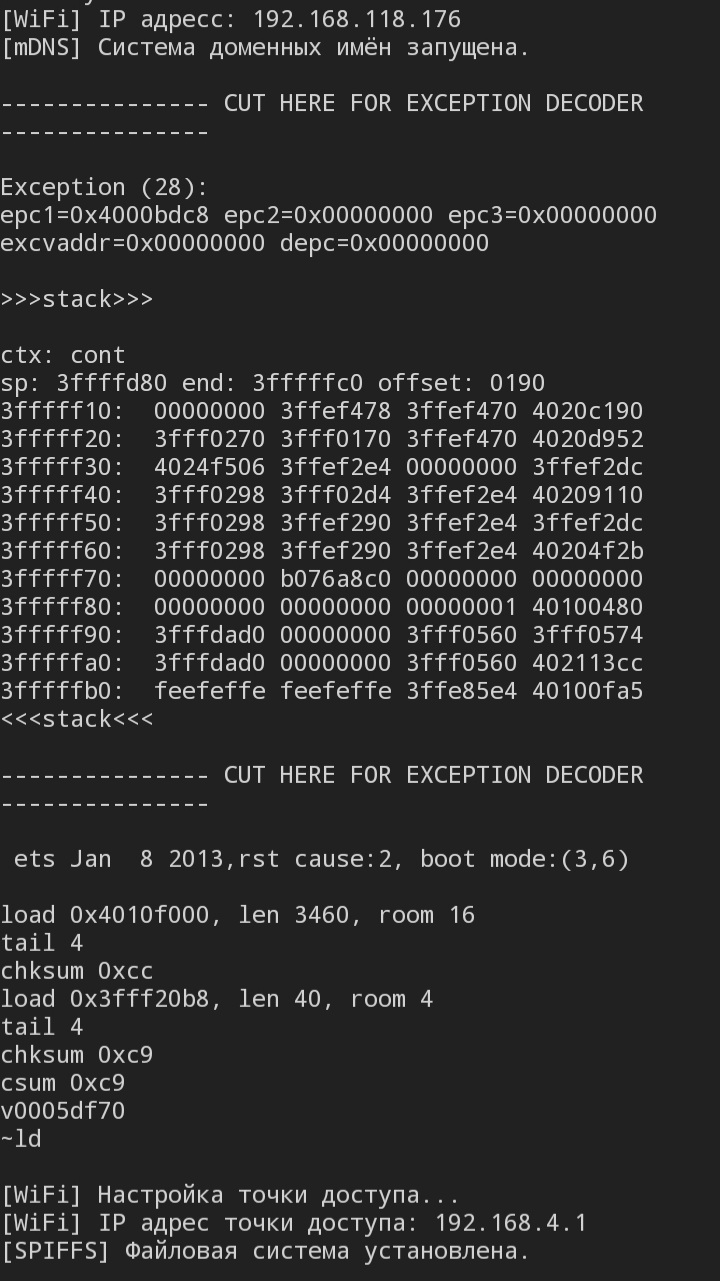 [WiFi] IP адресс: 192.168.118.176
[mDNS] Система доменных имён запущена.
--------------- CUT HERE FOR EXCEPTION DECODER
---------------
Exception (28):
epc1=0x4000bdc8 epc2=0x00000000 epc3=0x00000000
excvaddr=0x00000000 depc=0x00000000
>>>stack>>>
ctx: cont
sp: 3ffffd80 end: 3fffffc0 offset: 0190
3fffff10:  00000000 3ffef478 3ffef470 4020c190
3fffff20:  3fff0270 3fff0170 3ffef470 4020d952
3fffff30:  4024f506 3ffef2e4 00000000 3ffef2dc
3fffff40:  3fff0298 3fff02d4 3ffef2e4 40209110
3fffff50:  3fff0298 3ffef290 3ffef2e4 3ffef2dc
3fffff60:  3fff0298 3ffef290 3ffef2e4 40204f2b
3fffff70:  00000000 b076a8c0 00000000 00000000
3fffff80:  00000000 00000000 00000001 40100480
3fffff90:  3fffdad0 00000000 3fff0560 3fff0574
3fffffa0:  3fffdad0 00000000 3fff0560 402113cc
3fffffb0:  feefeffe feefeffe 3ffe85e4 40100fa5
<<<stack<<<
--------------- CUT HERE FOR EXCEPTION DECODER
---------------
ets Jan  8 2013,rst cause:2, boot mode:(3,6)
load 0x4010f000, len 3460, room 16
tail 4
chksum 0xcc
load 0x3fff20b8, len 40, room 4
tail 4
chksum 0xc9
csum 0xc9
v0005df70
~ld
[WiFi] Настройка точки доступа...
[WiFi] IP адрес точки доступа: 192.168.4.1
[SPIFFS] Файловая система установлена.